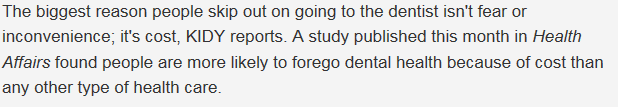 The biggest reason people skip out on going to the dentist isn't fear or
inconvenience; it's cost, KIDY reports. A study published this month in Health
Affairs found people are more likely to forego dental health because of cost than
any other type of health care.